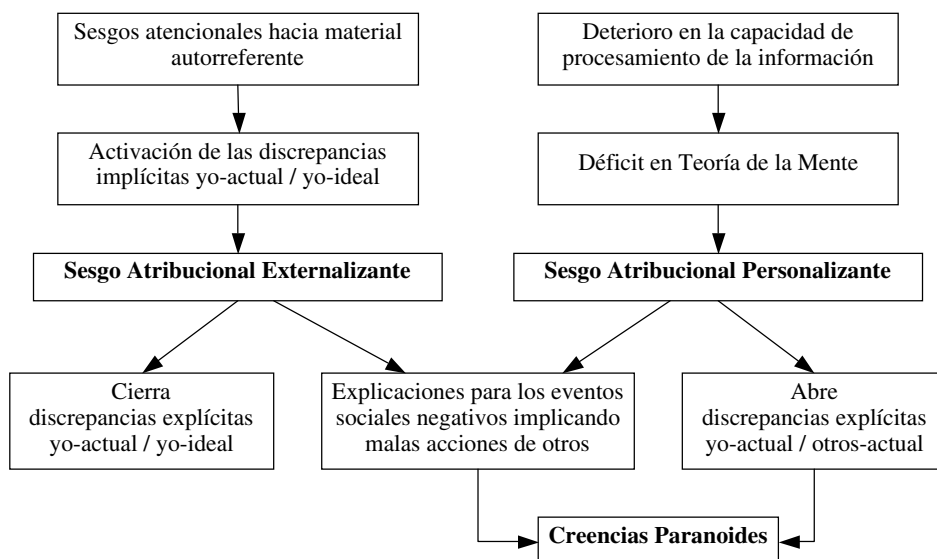 Sesgos atencionales hacia material
autorreferente
Deterioro en la capacidad de
procesamiento de la información
Activación de las discrepancias
implícitas yo-actual / yo-ideal
Déficit en Teoría de la Mente
Sesgo Atribucional Externalizante
Sesgo Atribucional Personalizante
Cierra
discrepancias explícitas
yo-actual / yo-ideal
Explicaciones para los eventos
sociales negativos implicando
malas acciones de otros
Abre
discrepancias explícitas
yo-actual / otros-actual
Creencias Paranoides